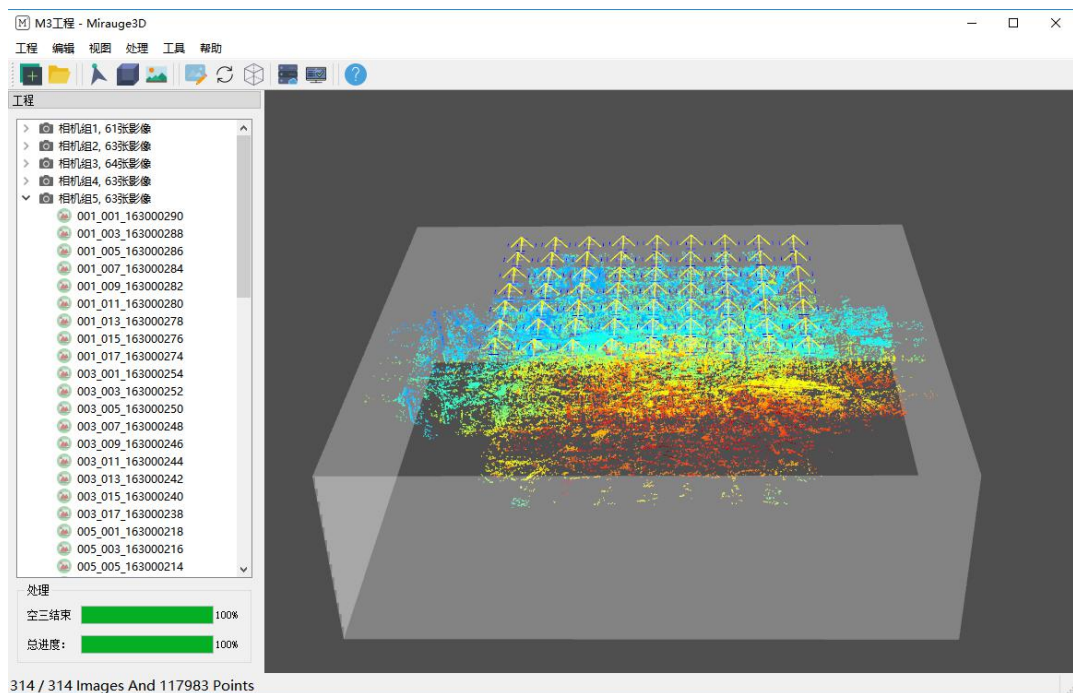 M3工程 - Mirauge3D
工程 编辑 视图 处理 工具 帮助
工程
相机组1, 61张影像
相机组2, 63张影像
相机组3, 64张影像
相机组4, 63张影像
相机组5, 63张影像
001_001_163000290
001_003_163000288
001_005_163000286
001_007_163000284
001_009_163000282
001_011_163000280
001_013_163000278
001_015_163000276
001_017_163000274
003_001_163000254
003_003_163000252
003_005_163000250
003_007_163000248
003_009_163000246
003_011_163000244
003_013_163000242
003_015_163000240
003_017_163000238
005_001_163000218
005_003_163000216
005_005_163000214
处理
空三结束 100%
总进度: 100%
314 / 314 Images And 117983 Points